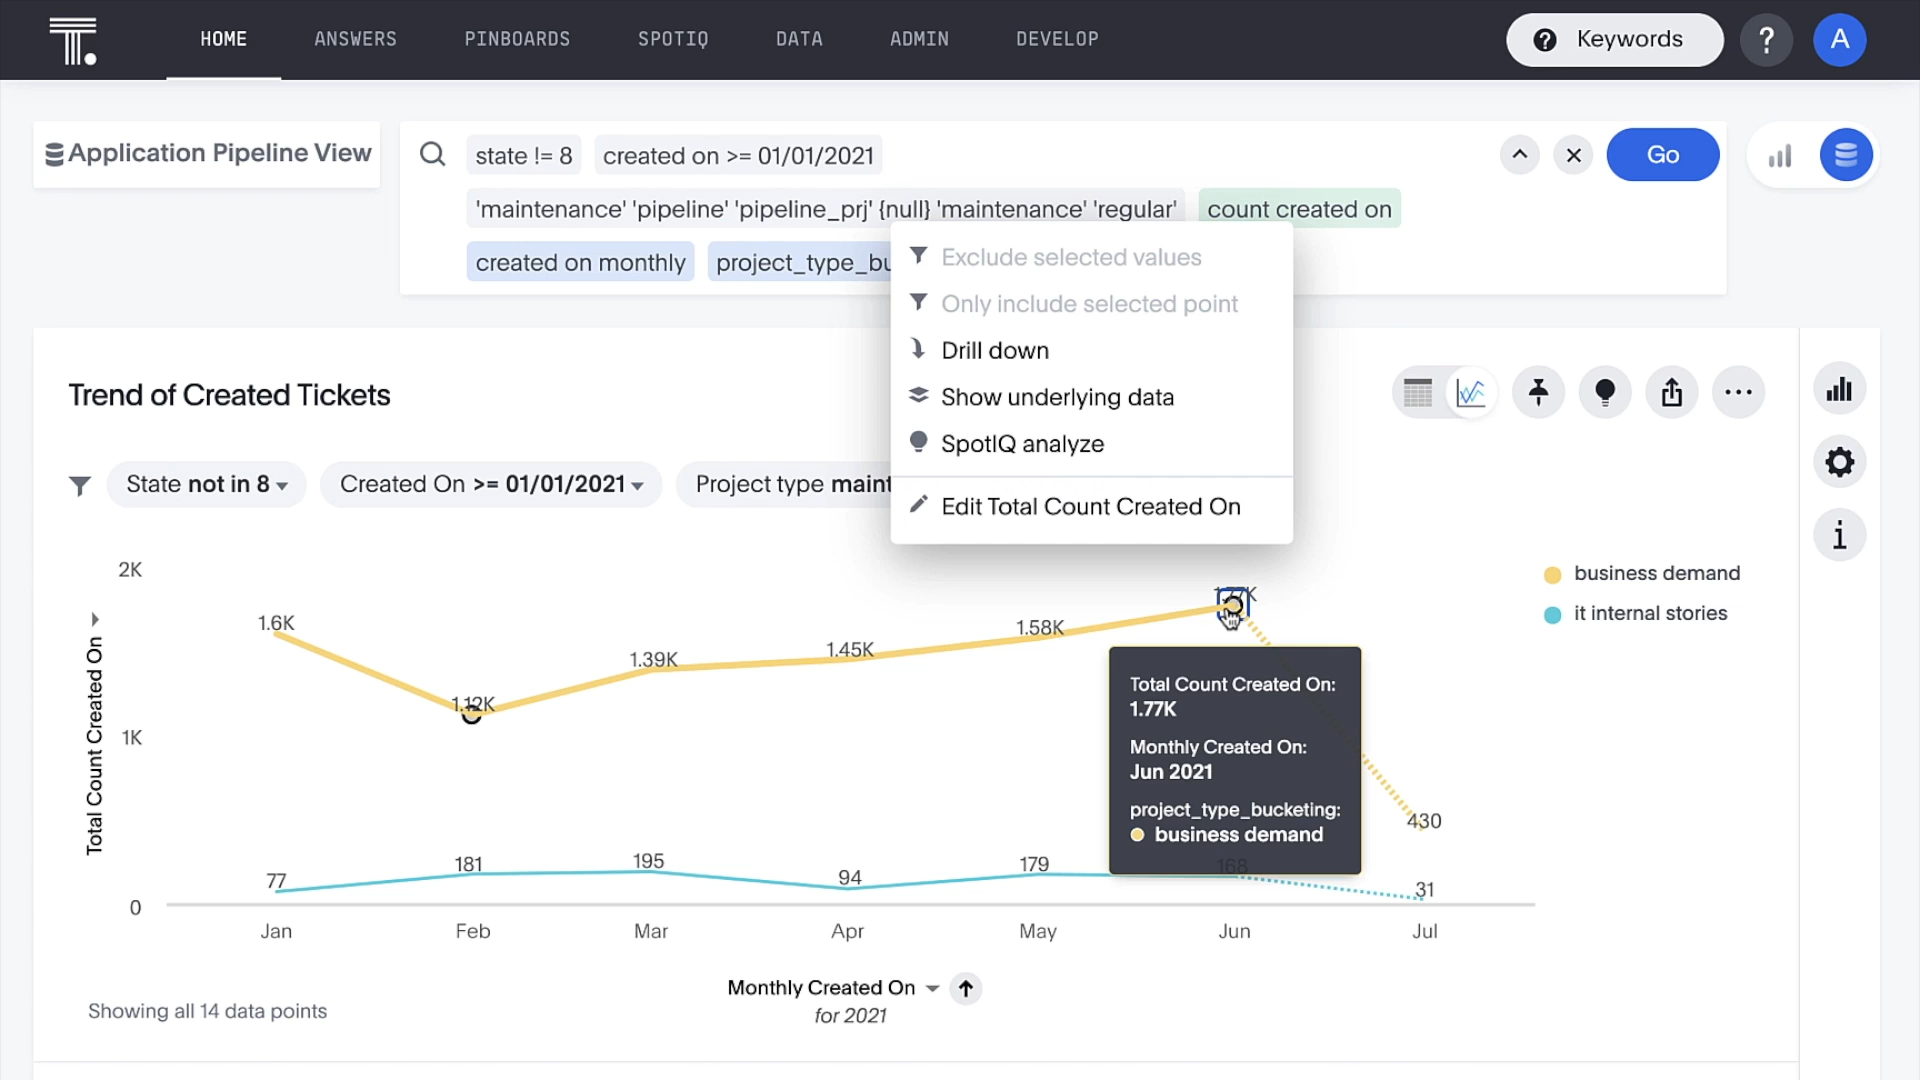 T.
HOME ANSWERS PINBOARDS SPOTIQ DATA ADMIN DEVELOP
? Keywords ? A
Application Pipeline View
state != 8 created on >= 01/01/2021
Go
'maintenance' 'pipeline' 'pipeline_prj' {null} 'maintenance' 'regular' count created on
created on monthly project_type_bu
Exclude selected values
Only include selected point
Drill down
Show underlying data
SpotIQ analyze
Edit Total Count Created On
Trend of Created Tickets
State not in 8
Created On >= 01/01/2021
Project type maint
i
business demand
it internal stories
Total Count Created On
2K
1K
0
1.6K
1.12K
1.39K
1.45K
1.58K
1.77K
430
77
181
195
94
179
168
31
Total Count Created On:
1.77K
Monthly Created On:
Jun 2021
project_type_bucketing:
business demand
Jan Feb Mar Apr May Jun Jul
Monthly Created On
for 2021
Showing all 14 data points